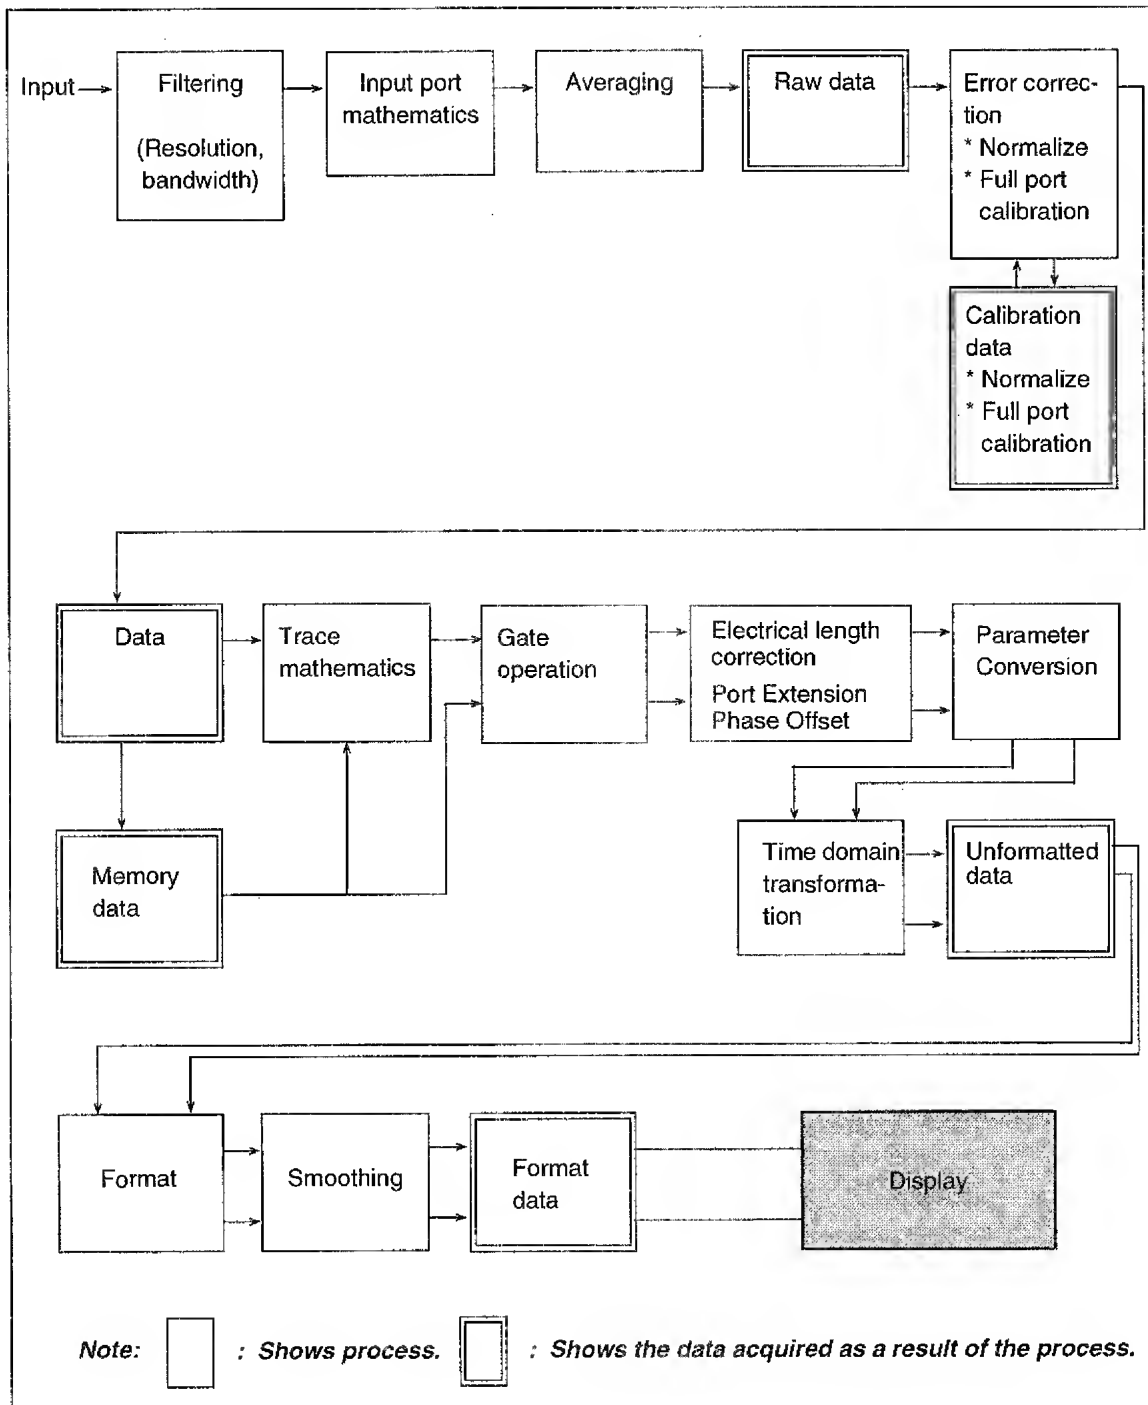 Input
Filtering
(Resolution,
bandwidth)
Input port
mathematics
Averaging
Raw data
Error correc-
tion
* Normalize
* Full port
calibration
Calibration
data
* Normalize
* Full port
calibration
Data
Trace
mathematics
Gate
operation
Electrical length
correction
Port Extension
Phase Offset
Parameter
Conversion
Memory
data
Time domain
transforma-
tion
Unformatted
data
Format
Smoothing
Format
data
Display
Note: : Shows process. : Shows the data acquired as a result of the process.